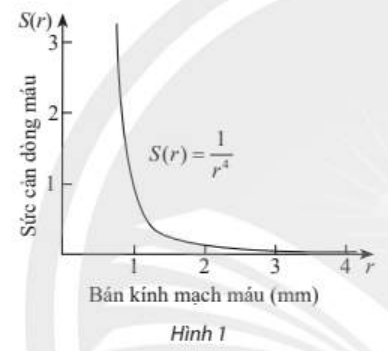 S(r)
3
2
1
Sức cản dòng máu
S(r) = 1/r⁴
1 2 3 4 r
Bán kính mạch máu (mm)
Hình 1